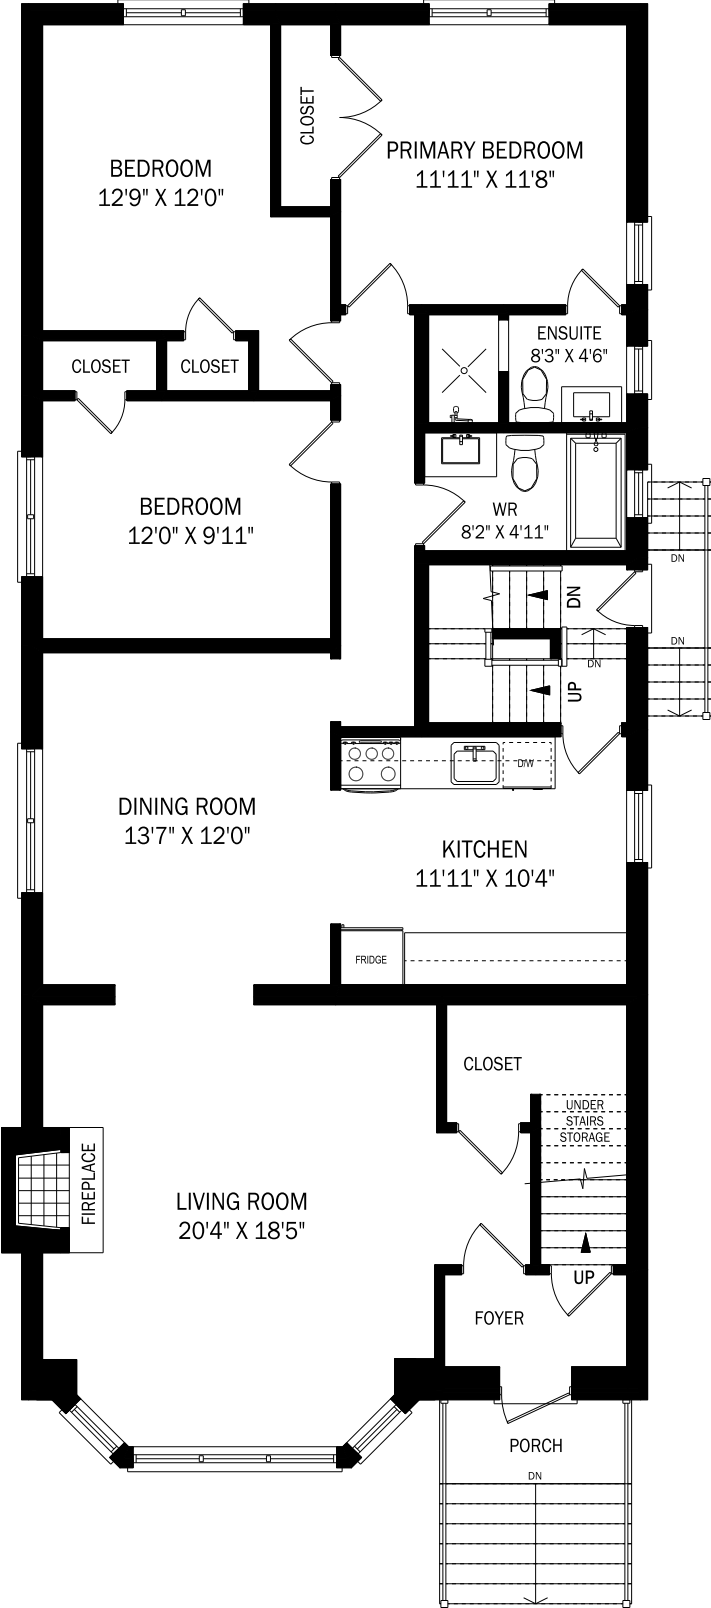 CLOSET
BEDROOM
12'9" X 12'0"
PRIMARY BEDROOM
11'11" X 11'8"
CLOSET
CLOSET
ENSUITE
8'3" X 4'6"
BEDROOM
12'0" X 9'11"
WR
8'2" X 4'11"
DN
DN
DN
DN
UP
D/W
DINING ROOM
13'7" X 12'0"
KITCHEN
11'11" X 10'4"
FRIDGE
CLOSET
UNDER
STAIRS
STORAGE
FIREPLACE
LIVING ROOM
20'4" X 18'5"
UP
FOYER
PORCH
DN